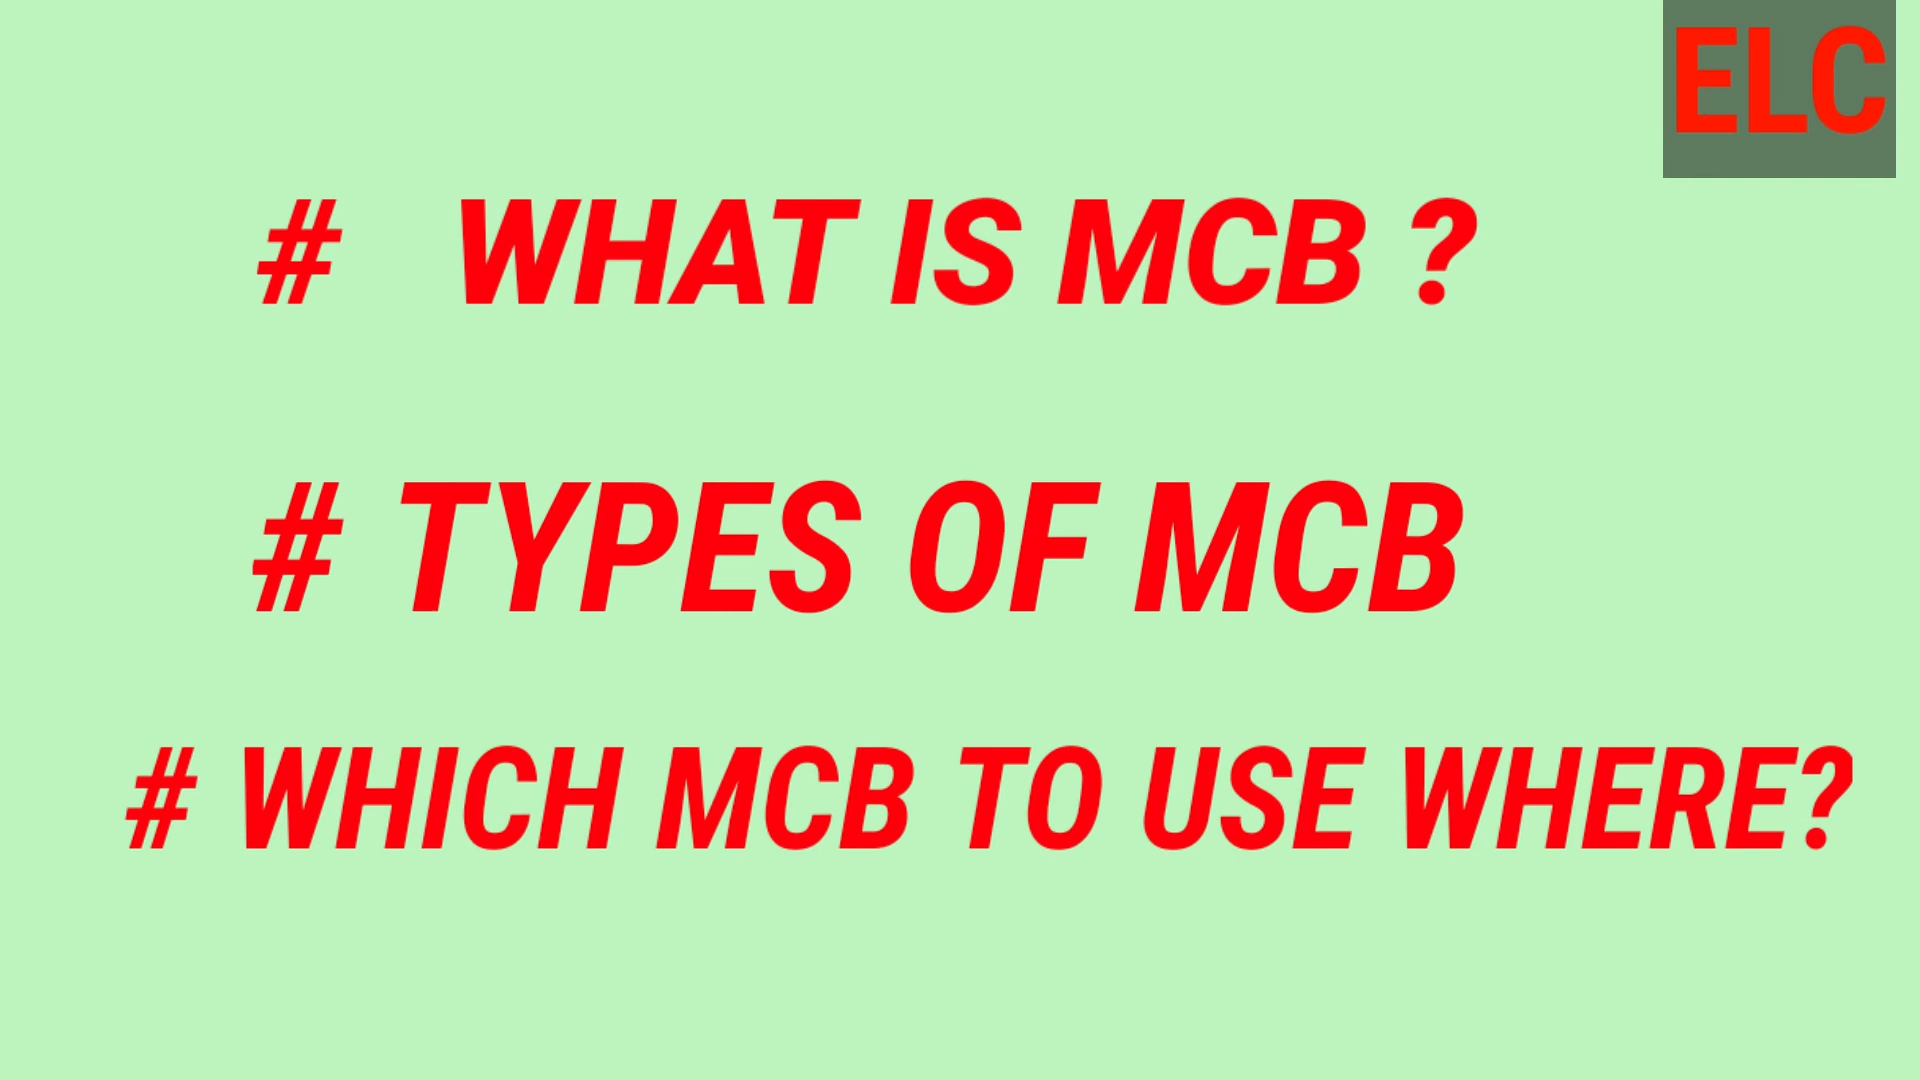 ELC
# WHAT IS MCB ?
# TYPES OF MCB
# WHICH MCB TO USE WHERE?